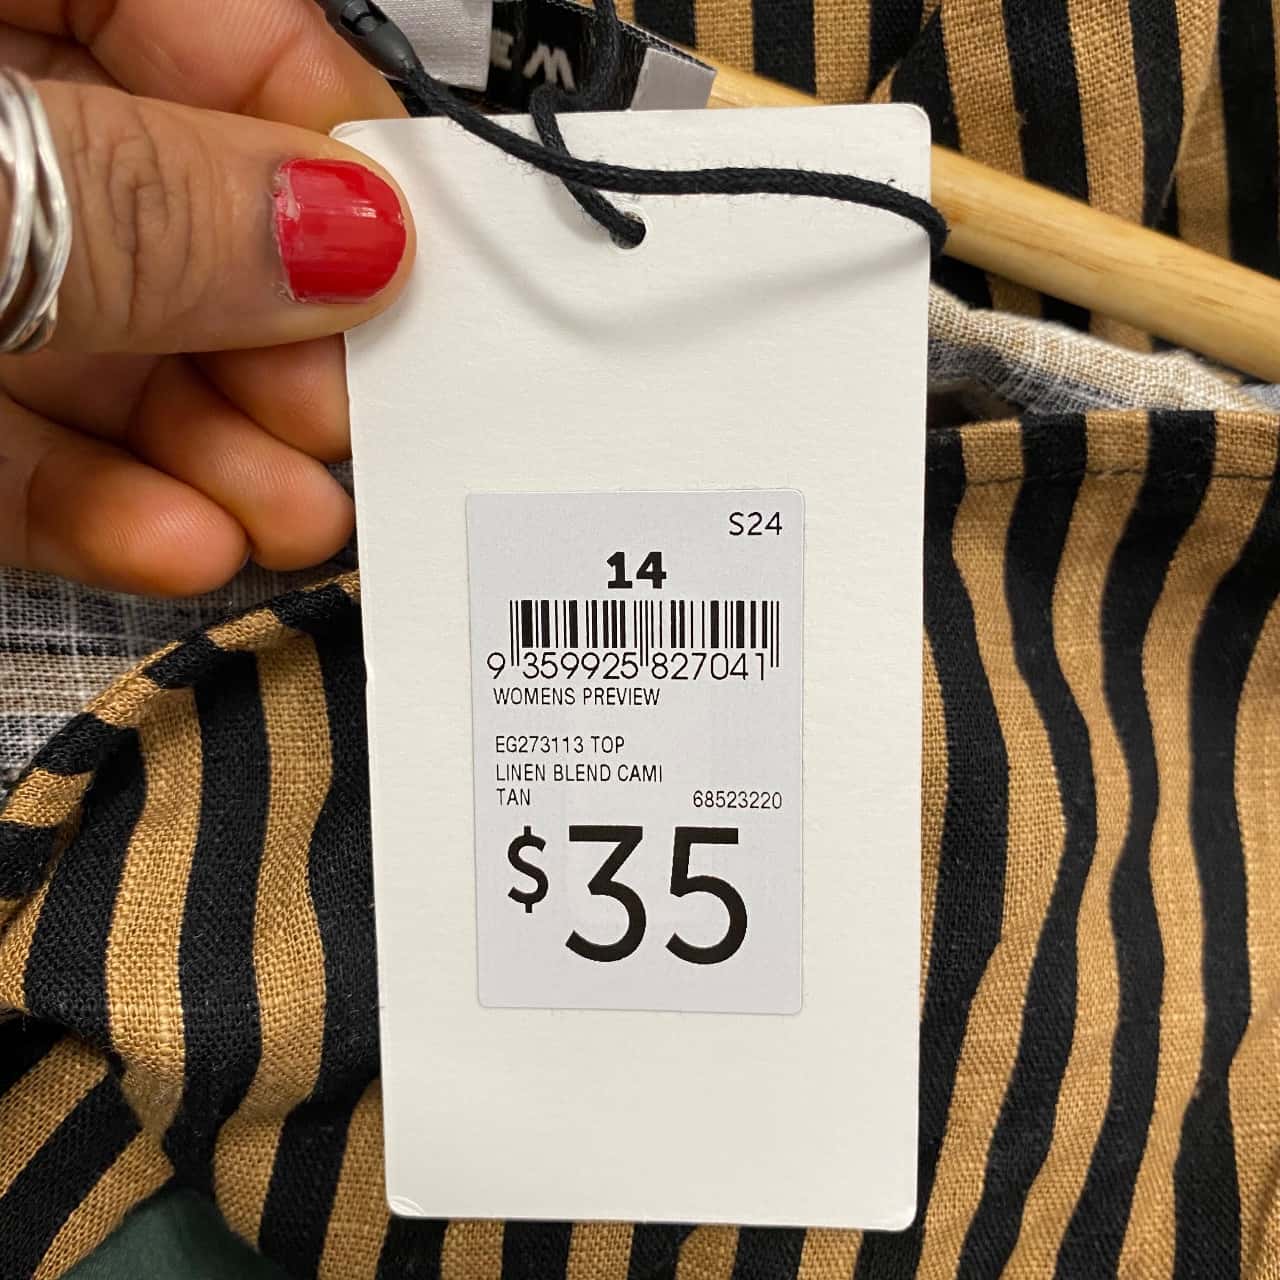 S24
14
9 359925 827041
WOMENS PREVIEW
EG273113 TOP
LINEN BLEND CAMI
TAN 68523220
$35